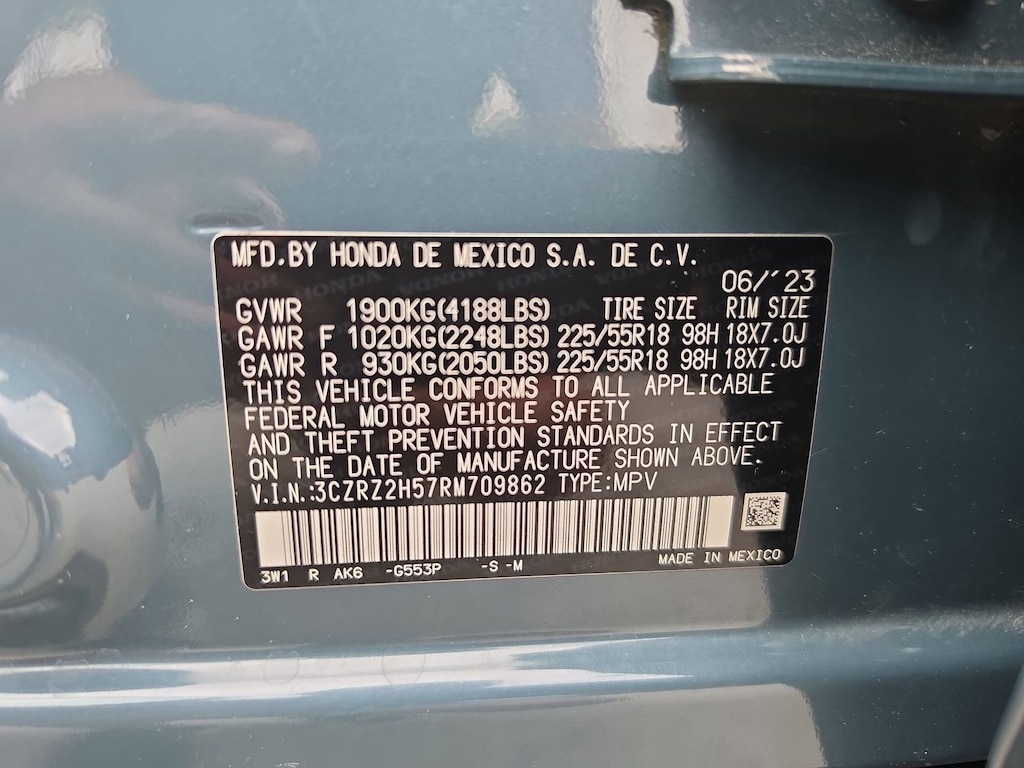 MFD.BY HONDA DE MEXICO S.A. DE C.V.
06/'23
GVWR 1900KG(4188LBS) TIRE SIZE RIM SIZE
GAWR F 1020KG(2248LBS) 225/55R18 98H 18X7.0J
GAWR R 930KG(2050LBS) 225/55R18 98H 18X7.0J
THIS VEHICLE CONFORMS TO ALL APPLICABLE
FEDERAL MOTOR VEHICLE SAFETY
AND THEFT PREVENTION STANDARDS IN EFFECT
ON THE DATE OF MANUFACTURE SHOWN ABOVE.
V.I.N.:3CZRZ2H57RM709862 TYPE:MPV
3W1 R AK6 -G553P -S -M MADE IN MEXICO